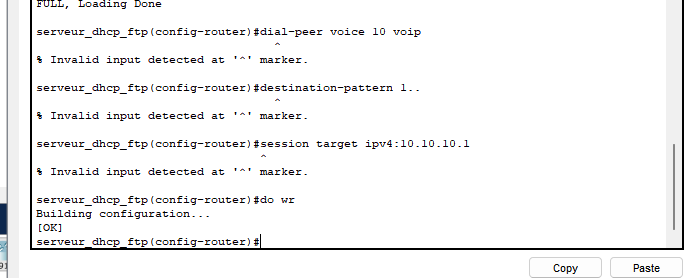 FULL, Loading Done
serveur_dhcp_ftp(config-router)#dial-peer voice 10 voip
^
% Invalid input detected at '^' marker.
serveur_dhcp_ftp(config-router)#destination-pattern 1..
^
% Invalid input detected at '^' marker.
serveur_dhcp_ftp(config-router)#session target ipv4:10.10.10.1
^
% Invalid input detected at '^' marker.
serveur_dhcp_ftp(config-router)#do wr
Building configuration...
[OK]
serveur_dhcp_ftp(config-router)#
Copy
Paste